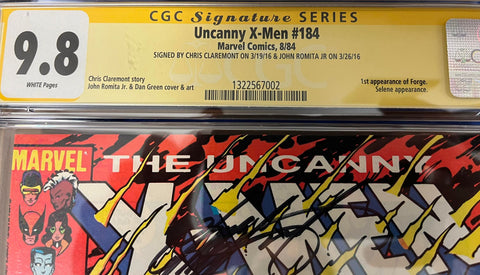 CGC Signature SERIES
9.8
WHITE Pages
Uncanny X-Men #184
Marvel Comics, 8/84
SIGNED BY CHRIS CLAREMONT ON 3/19/16 & JOHN ROMITA JR ON 3/26/16
Chris Claremont story
John Romita Jr. & Dan Green cover & art
1st appearance of Forge.
Selene appearance.
1322567002
MARVEL
THE UNCANNY